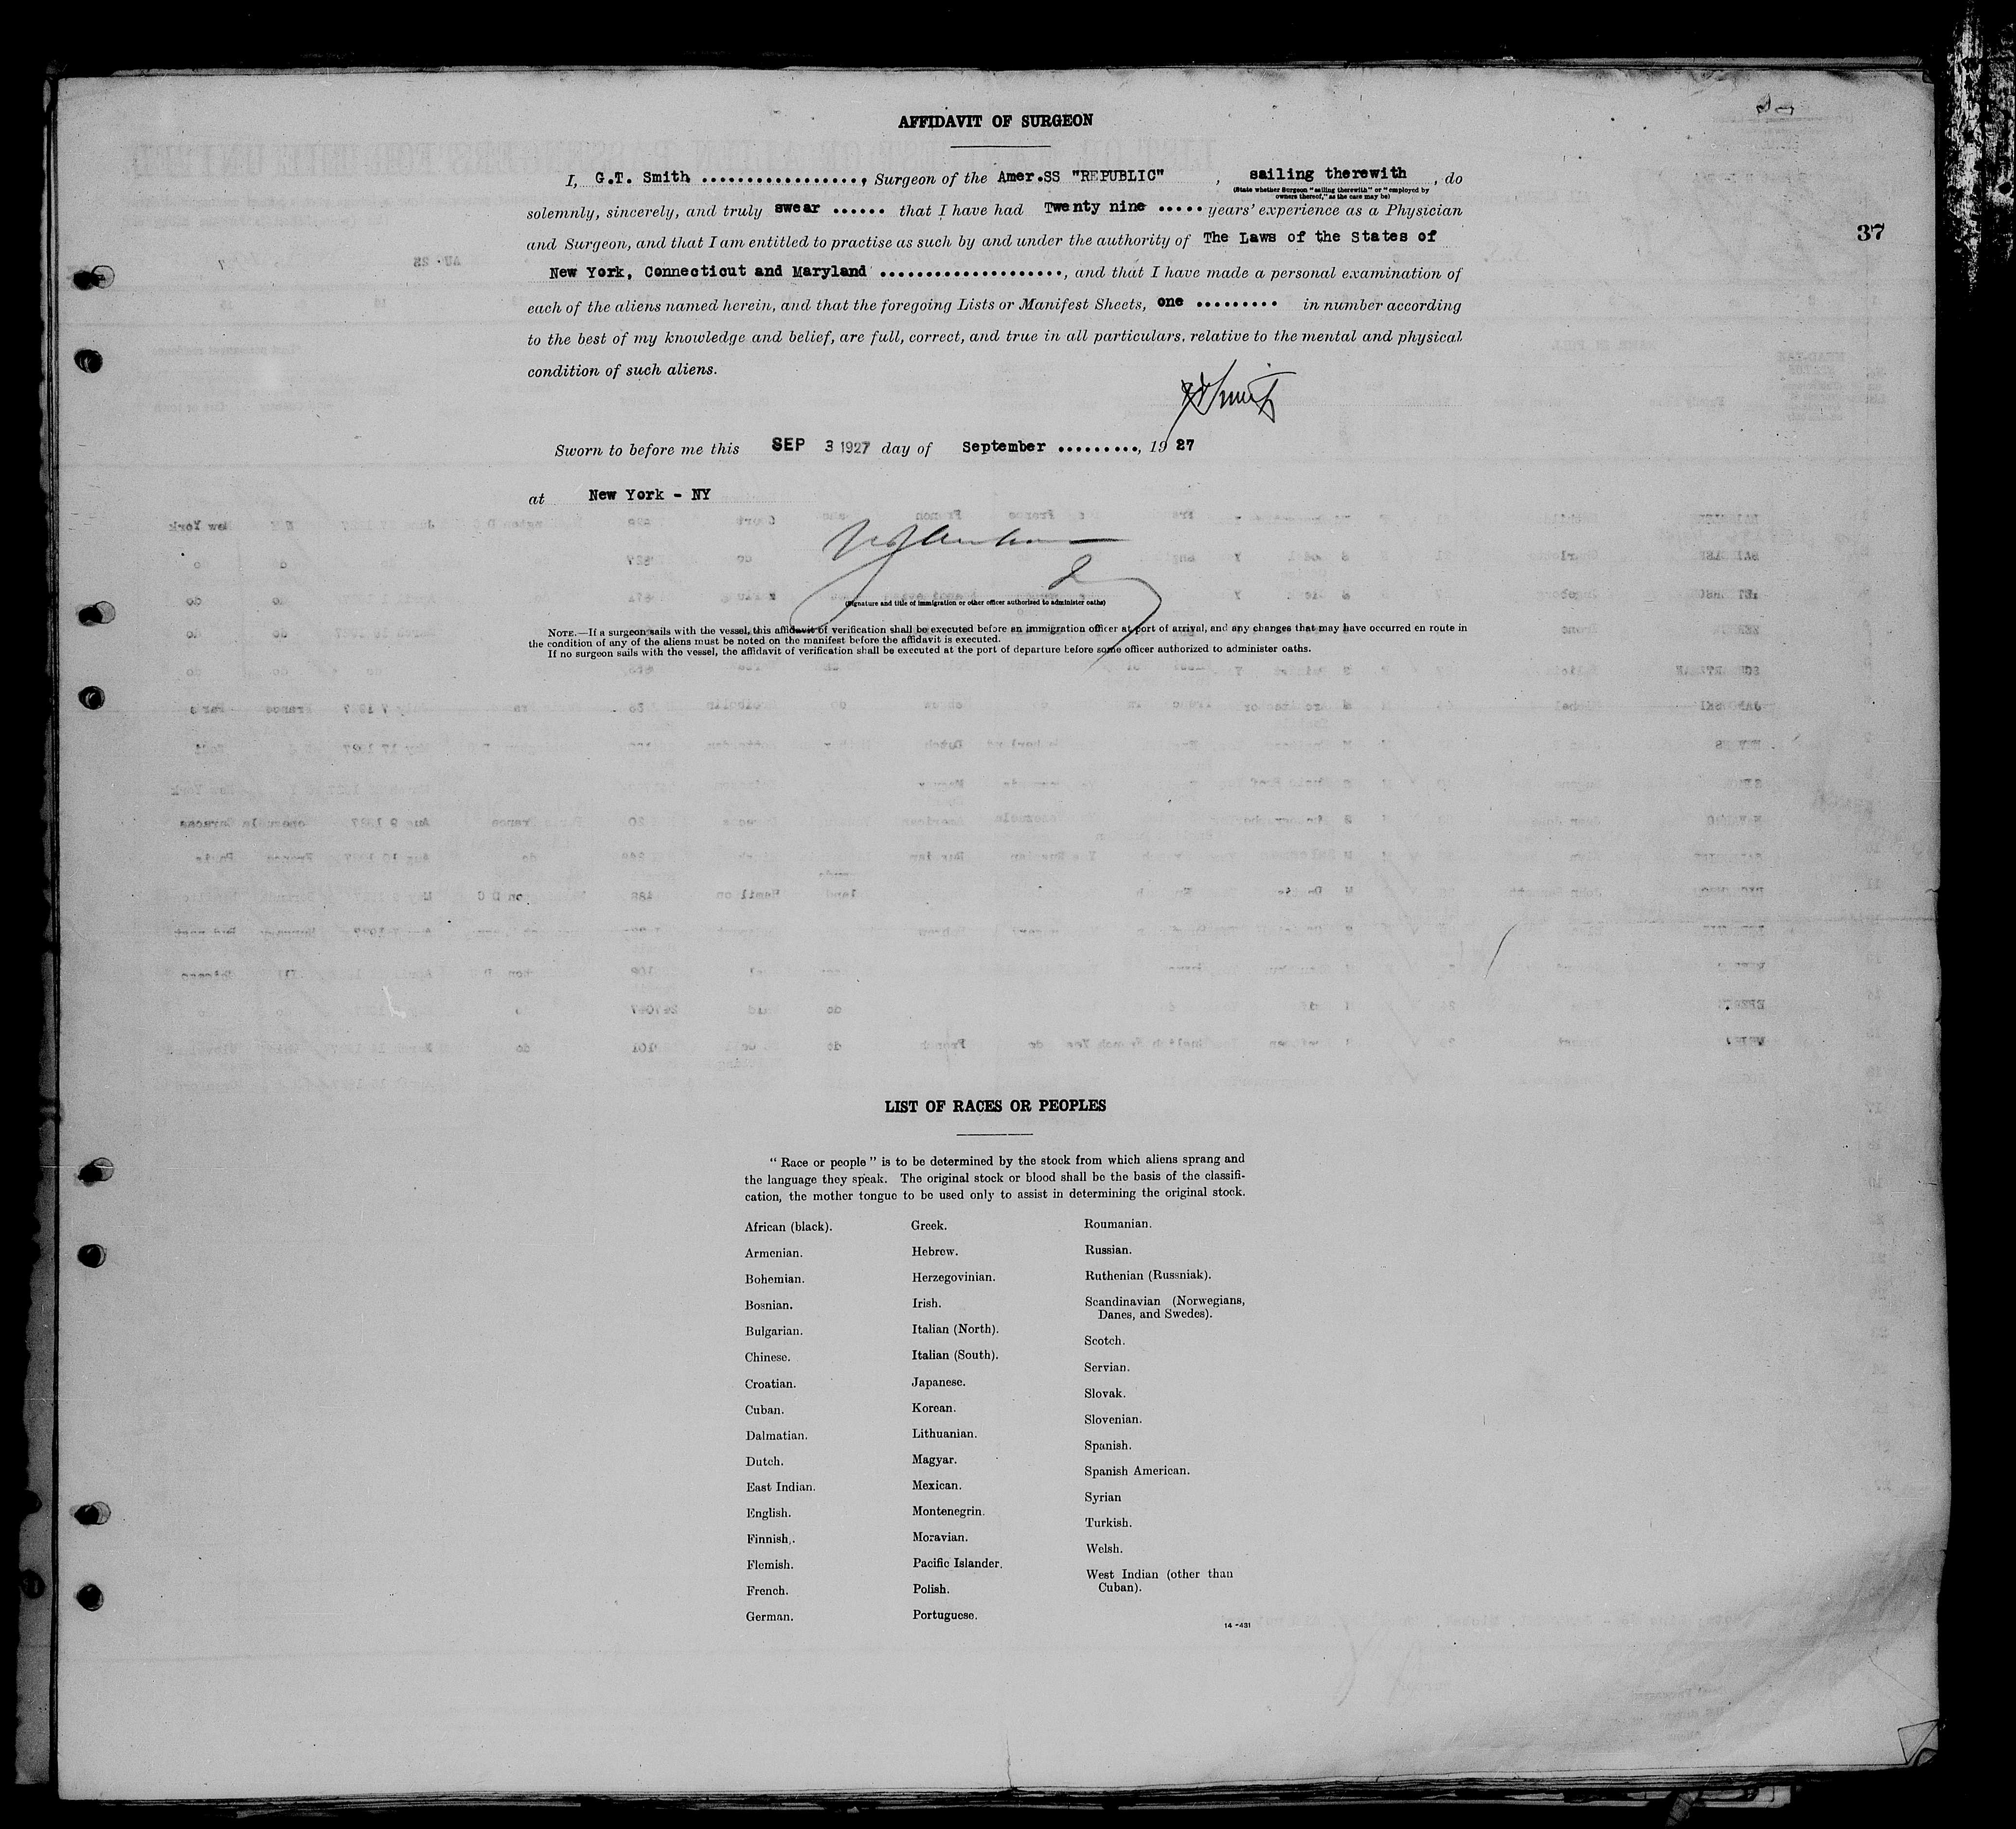 AFFIDAVIT OF SURGEON
37
I, G.T. Smith .................., Surgeon of the Amer.SS "REPUBLIC" , sailing therewith , do
(State whether Surgeon "sailing therewith" or "employed by
owners thereof," as the case may be)
solemnly, sincerely, and truly swear ...... that I have had Twenty nine ..... years' experience as a Physician
and Surgeon, and that I am entitled to practise as such by and under the authority of The Laws of the States of
New York, Connecticut and Maryland ....................., and that I have made a personal examination of
each of the aliens named herein, and that the foregoing Lists or Manifest Sheets, one ......... in number according
to the best of my knowledge and belief, are full, correct, and true in all particulars, relative to the mental and physical
condition of such aliens.
Sworn to before me this SEP 3 1927 day of September ........., 19 27
at New York - NY
(Signature and title of immigration or other officer authorized to administer oaths)
NOTE.—If a surgeon sails with the vessel, this affidavit of verification shall be executed before an immigration officer at port of arrival, and any changes that may have occurred en route in
the condition of any of the aliens must be noted on the manifest before the affidavit is executed.
If no surgeon sails with the vessel, the affidavit of verification shall be executed at the port of departure before some officer authorized to administer oaths.
LIST OF RACES OR PEOPLES
"Race or people" is to be determined by the stock from which aliens sprang and
the language they speak. The original stock or blood shall be the basis of the classifi-
cation, the mother tongue to be used only to assist in determining the original stock.
African (black).
Armenian.
Bohemian.
Bosnian.
Bulgarian.
Chinese.
Croatian.
Cuban.
Dalmatian.
Dutch.
East Indian.
English.
Finnish.
Flemish.
French.
German.
Greek.
Hebrew.
Herzegovinian.
Irish.
Italian (North).
Italian (South).
Japanese.
Korean.
Lithuanian.
Magyar.
Mexican.
Montenegrin.
Moravian.
Pacific Islander.
Polish.
Portuguese.
Roumanian.
Russian.
Ruthenian (Russniak).
Scandinavian (Norwegians,
Danes, and Swedes).
Scotch.
Servian.
Slovak.
Slovenian.
Spanish.
Spanish American.
Syrian
Turkish.
Welsh.
West Indian (other than
Cuban).
14-431